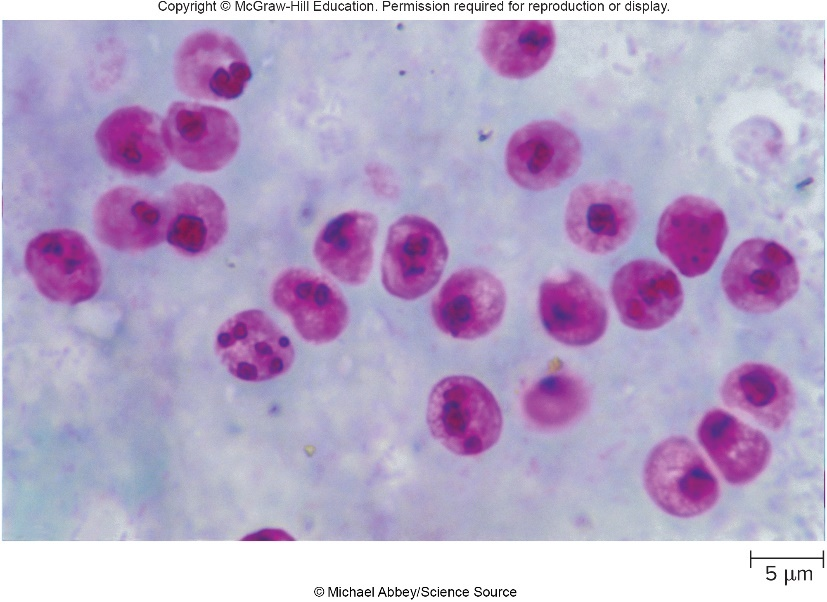 Copyright © McGraw-Hill Education. Permission required for reproduction or display.
5 μm
© Michael Abbey/Science Source